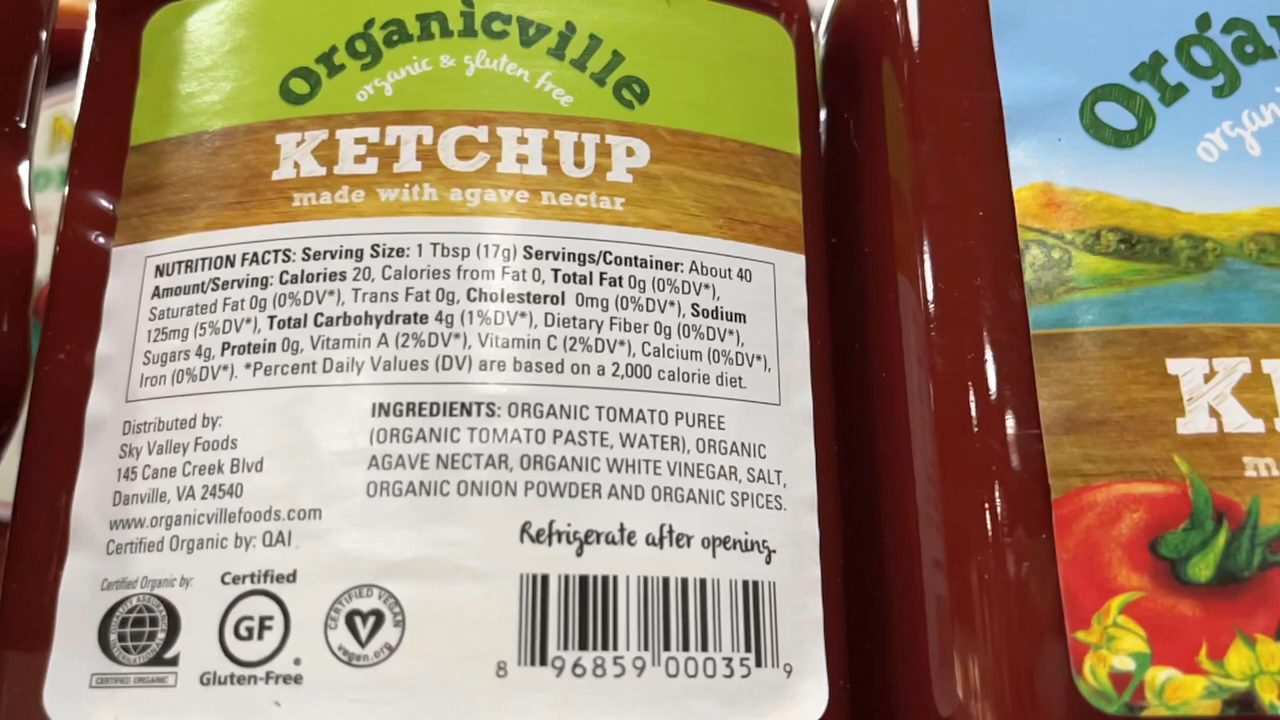 Organicville
organic & gluten free
KETCHUP
made with agave nectar
NUTRITION FACTS: Serving Size: 1 Tbsp (17g) Servings/Container: About 40
Amount/Serving: Calories 20, Calories from Fat 0, Total Fat 0g (0%DV*),
Saturated Fat 0g (0%DV*), Trans Fat 0g, Cholesterol 0mg (0%DV*), Sodium
125mg (5%DV*), Total Carbohydrate 4g (1%DV*), Dietary Fiber 0g (0%DV*),
Sugars 4g, Protein 0g, Vitamin A (2%DV*), Vitamin C (2%DV*), Calcium (0%DV*),
Iron (0%DV*). *Percent Daily Values (DV) are based on a 2,000 calorie diet.
Distributed by:
Sky Valley Foods
145 Cane Creek Blvd
Danville, VA 24540
www.organicvillefoods.com
Certified Organic by: QAI
INGREDIENTS: ORGANIC TOMATO PUREE
(ORGANIC TOMATO PASTE, WATER), ORGANIC
AGAVE NECTAR, ORGANIC WHITE VINEGAR, SALT,
ORGANIC ONION POWDER AND ORGANIC SPICES.
Refrigerate after opening.
Certified Organic by:
QUALITY ASSURANCE
INTERNATIONAL
CERTIFIED ORGANIC
Certified
GF
Gluten-Free
CERTIFIED VEGAN
vegan.org
8 96859 00035 9
Orga
organi
K
m